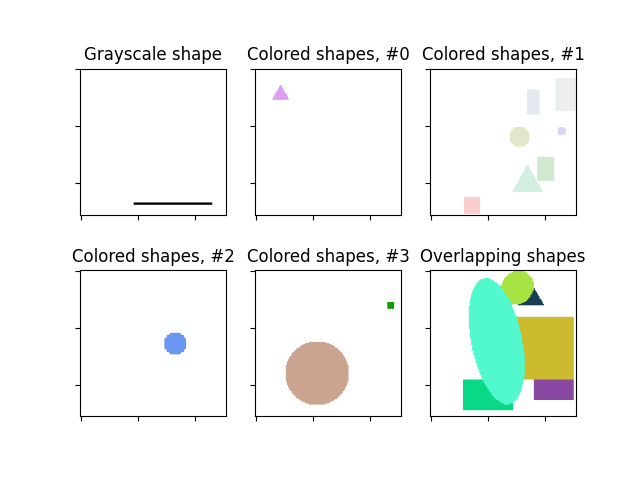 Grayscale shape
Colored shapes, #0
Colored shapes, #1
Colored shapes, #2
Colored shapes, #3
Overlapping shapes